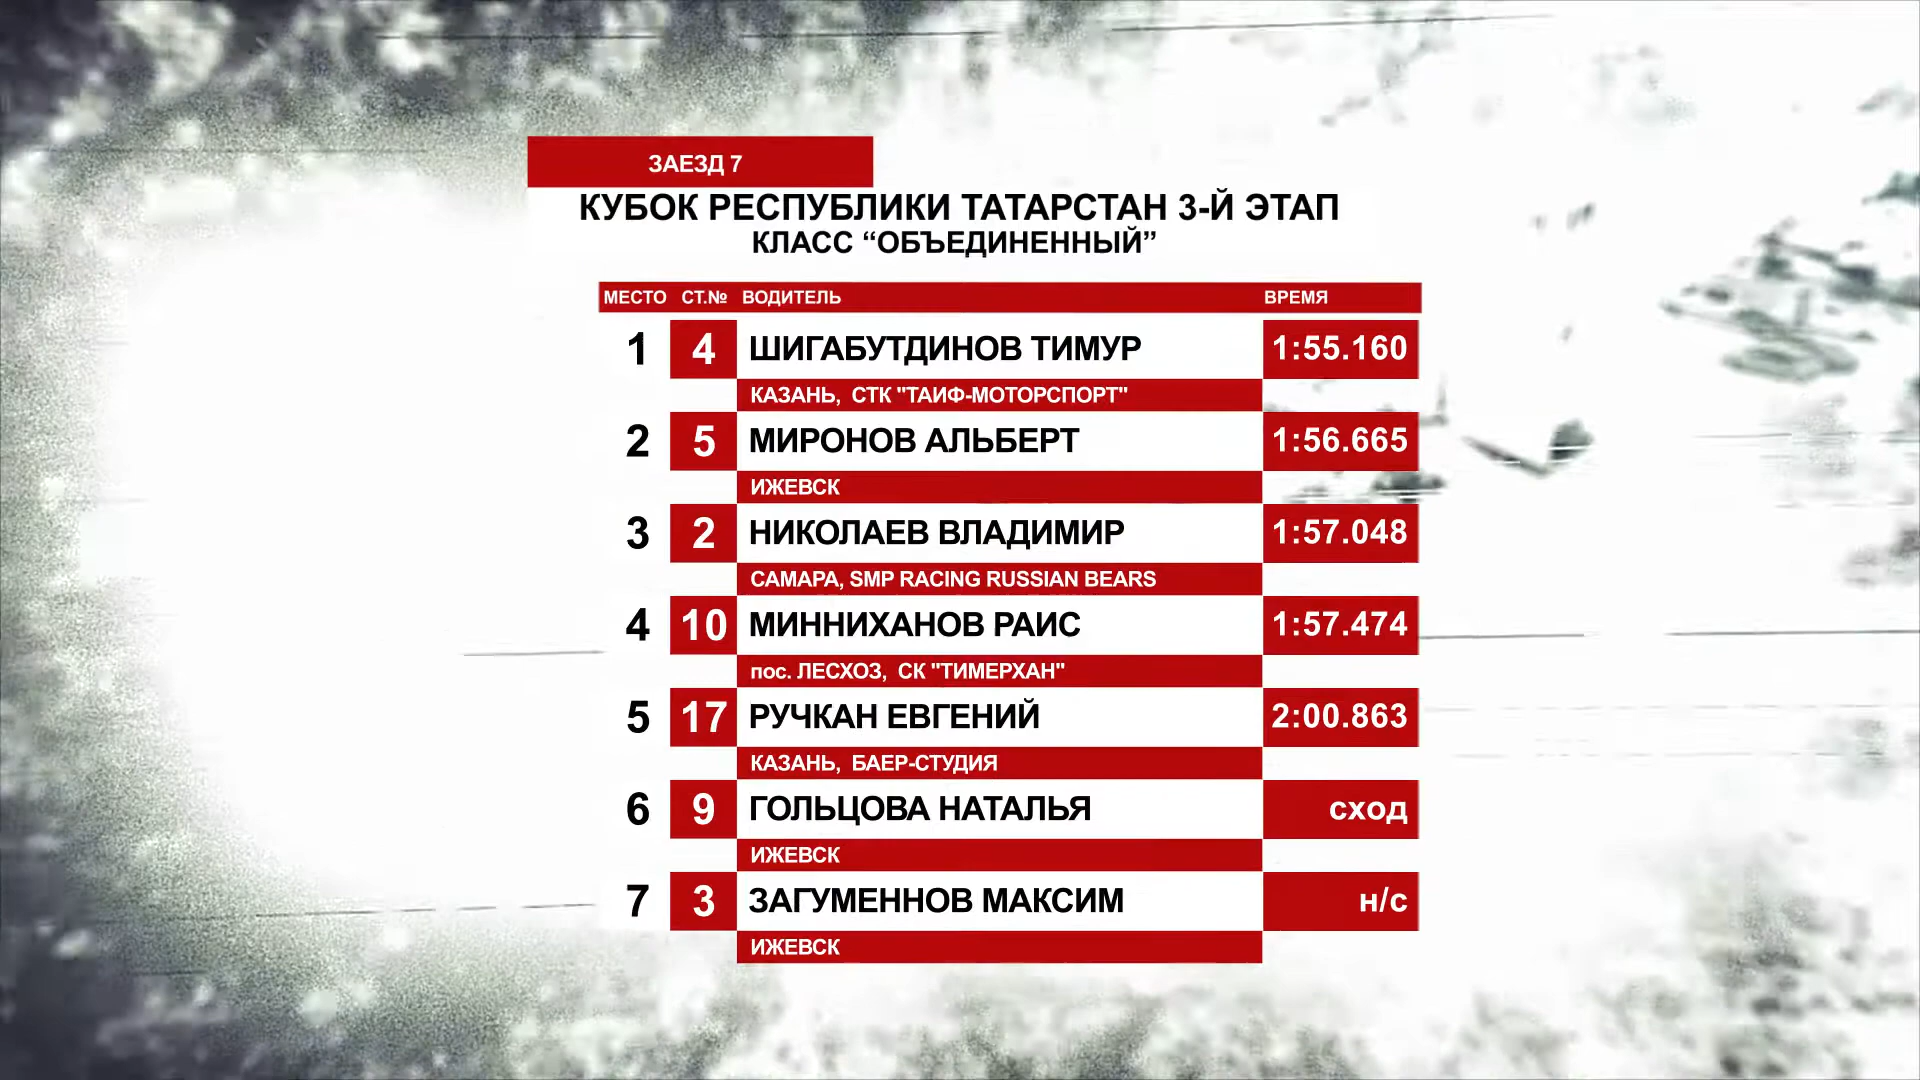 ЗАЕЗД 7
КУБОК РЕСПУБЛИКИ ТАТАРСТАН 3-Й ЭТАП
КЛАСС “ОБЪЕДИНЕННЫЙ”
МЕСТО СТ.№ ВОДИТЕЛЬ ВРЕМЯ
1 4 ШИГАБУТДИНОВ ТИМУР 1:55.160
КАЗАНЬ, СТК "ТАИФ-МОТОРСПОРТ"
2 5 МИРОНОВ АЛЬБЕРТ 1:56.665
ИЖЕВСК
3 2 НИКОЛАЕВ ВЛАДИМИР 1:57.048
САМАРА, SMP RACING RUSSIAN BEARS
4 10 МИННИХАНОВ РАИС 1:57.474
пос. ЛЕСХОЗ, СК "ТИМЕРХАН"
5 17 РУЧКАН ЕВГЕНИЙ 2:00.863
КАЗАНЬ, БАЕР-СТУДИЯ
6 9 ГОЛЬЦОВА НАТАЛЬЯ сход
ИЖЕВСК
7 3 ЗАГУМЕННОВ МАКСИМ н/с
ИЖЕВСК